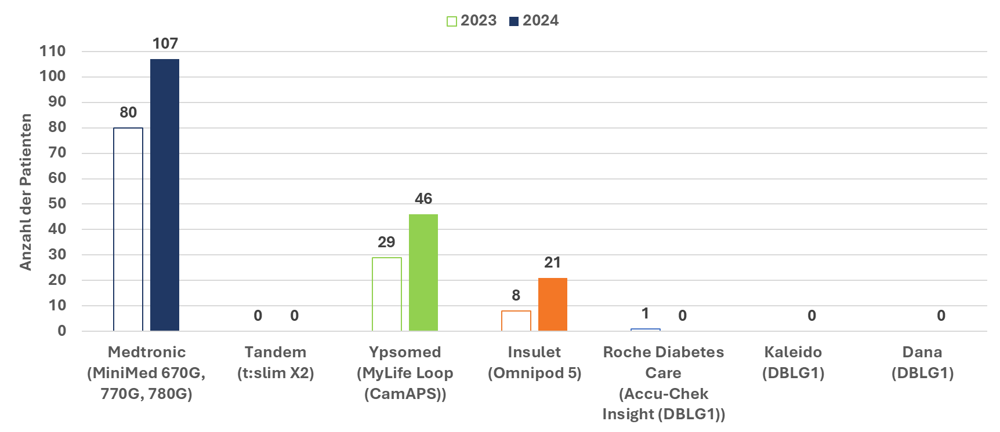 2023 2024
107
110
100
90
80
80
70
60
50
46
40
29
30
21
20
8
10
0 0
1 0
0
0
0
Anzahl der Patienten
Medtronic
(MiniMed 670G,
770G, 780G)
Tandem
(t:slim X2)
Ypsomed
(MyLife Loop
(CamAPS))
Insulet
(Omnipod 5)
Roche Diabetes
Care
(Accu-Chek
Insight (DBLG1))
Kaleido
(DBLG1)
Dana
(DBLG1)